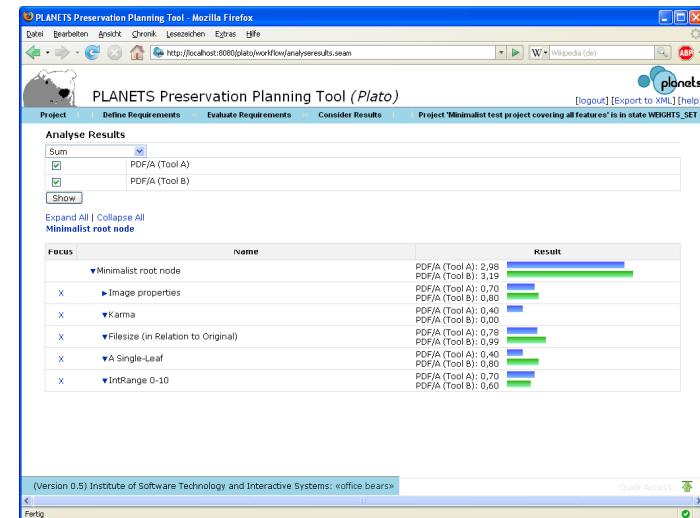 PLANETS Preservation Planning Tool - Mozilla Firefox
Datei Bearbeiten Ansicht Chronik Lesezeichen Extras Hilfe
http://localhost:8080/plato/workflow/analyseresults.seam W Wikipedia (de) ABP
PLANETS Preservation Planning Tool (Plato)
planets
[logout] [Export to XML] [help]
Project Define Requirements Evaluate Requirements Consider Results Project 'Minimalist test project covering all features' is in state WEIGHTS_SET
Analyse Results
Sum
PDF/A (Tool A)
PDF/A (Tool B)
Show
Expand All | Collapse All
Minimalist root node
Focus Name Result
Minimalist root node PDF/A (Tool A): 2,98
PDF/A (Tool B): 3,19
X Image properties PDF/A (Tool A): 0,70
PDF/A (Tool B): 0,80
X Karma PDF/A (Tool A): 0,40
PDF/A (Tool B): 0,00
X Filesize (in Relation to Original) PDF/A (Tool A): 0,78
PDF/A (Tool B): 0,99
X A Single-Leaf PDF/A (Tool A): 0,40
PDF/A (Tool B): 0,80
X IntRange 0-10 PDF/A (Tool A): 0,70
PDF/A (Tool B): 0,60
(Version 0.5) Institute of Software Technology and Interactive Systems: «office bears» Quick Access:
Fertig